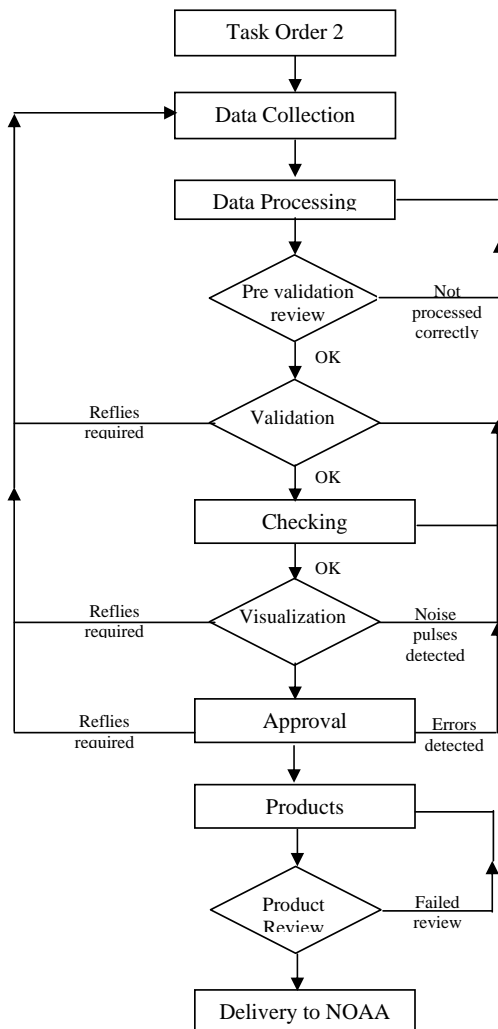 Task Order 2
Data Collection
Data Processing
Pre validation
review
Not
processed
correctly
OK
Reflies
required
Validation
OK
Checking
OK
Reflies
required
Visualization
Noise
pulses
detected
Reflies
required
Approval
Errors
detected
Products
Product
Review
Failed
review
Delivery to NOAA